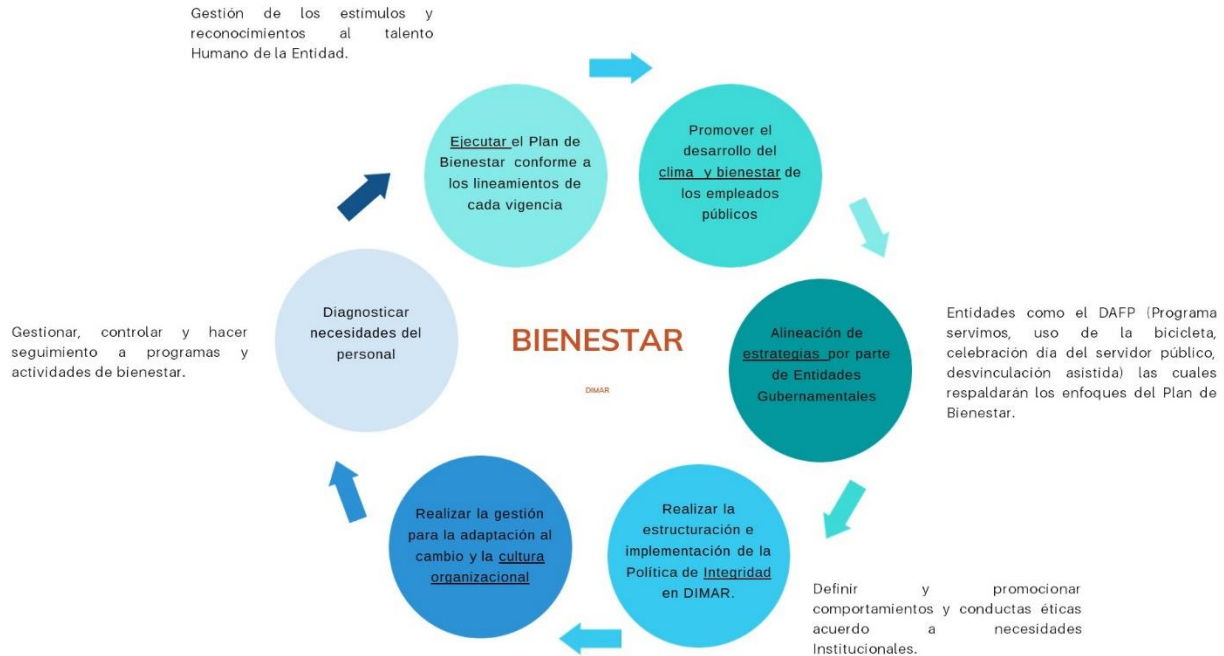 Gestión de los estímulos y
reconocimientos al talento
Humano de la Entidad.
Ejecutar el Plan de
Bienestar conforme a
los lineamientos de
cada vigencia
Promover el
desarrollo del
clima y bienestar de
los empleados
públicos
Diagnosticar
necesidades del
personal
Gestionar, controlar y hacer
seguimiento a programas y
actividades de bienestar.
BIENESTAR
DIMAR
Alineación de
estrategias por parte
de Entidades
Gubernamentales
Entidades como el DAFP (Programa
servimos, uso de la bicicleta,
celebración día del servidor público,
desvinculación asistida) las cuales
respaldarán los enfoques del Plan de
Bienestar.
Realizar la gestión
para la adaptación al
cambio y la cultura
organizacional
Realizar la
estructuración e
implementación de la
Política de Integridad
en DIMAR.
Definir y promocionar
comportamientos y conductas éticas
acuerdo a necesidades
Institucionales.